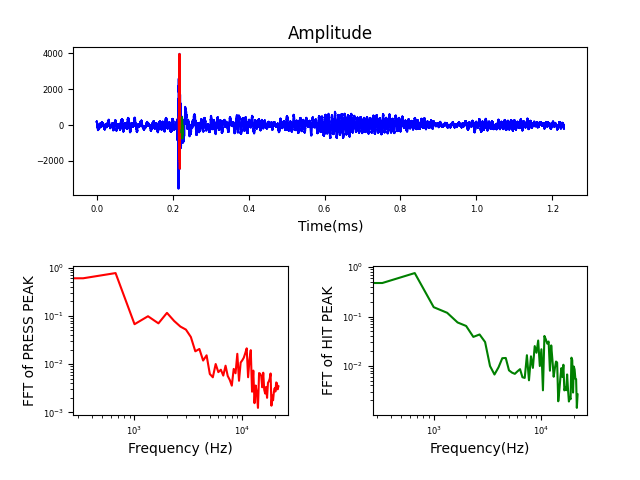 Amplitude
4000
2000
0
−2000
0.0 0.2 0.4 0.6 0.8 1.0 1.2
Time(ms)
FFT of PRESS PEAK
10⁰
10⁻¹
10⁻²
10⁻³
10³ 10⁴
Frequency (Hz)
FFT of HIT PEAK
10⁰
10⁻¹
10⁻²
10³ 10⁴
Frequency(Hz)